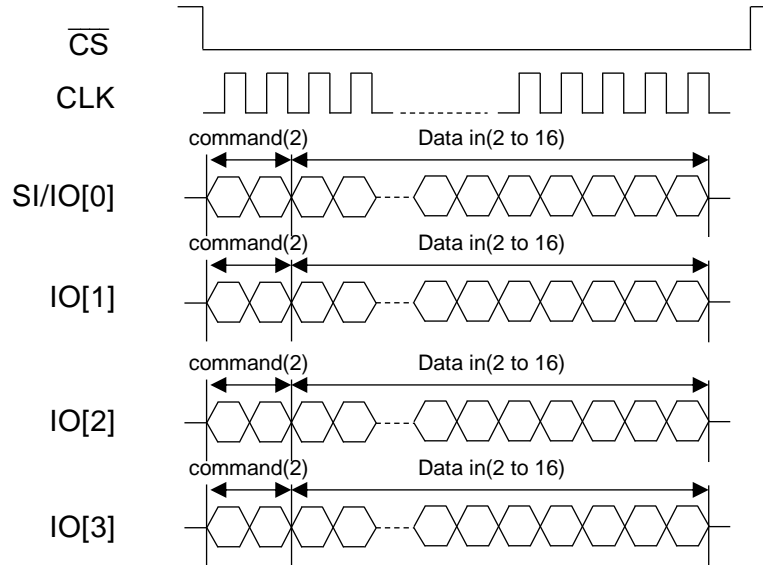 CS
CLK
command(2) Data in(2 to 16)
SI/IO[0]
command(2) Data in(2 to 16)
IO[1]
command(2) Data in(2 to 16)
IO[2]
command(2) Data in(2 to 16)
IO[3]